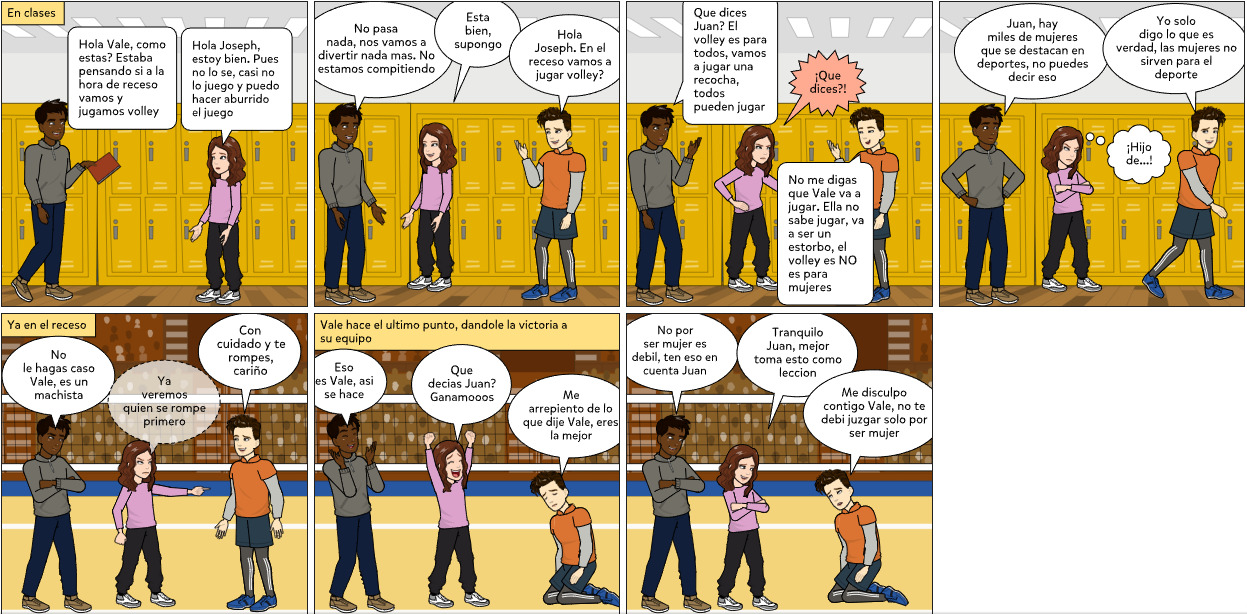 En clases
Hola Vale, como
estas? Estaba
pensando si a la
hora de receso
vamos y
jugamos volley
Hola Joseph,
estoy bien. Pues
no lo se, casi no
lo juego y puedo
hacer aburrido
el juego
No pasa
nada, nos vamos a
divertir nada mas. No
estamos compitiendo
Esta
bien,
supongo
Hola
Joseph. En el
receso vamos a
jugar volley?
Que dices
Juan? El
volley es para
todos, vamos
a jugar una
recocha,
todos
pueden jugar
¡Que
dices?!
No me digas
que Vale va a
jugar. Ella no
sabe jugar, va
a ser un
estorbo, el
volley es NO
es para
mujeres
Juan, hay
miles de mujeres
que se destacan en
deportes, no puedes
decir eso
¡Hijo
de...!
Yo solo
digo lo que es
verdad, las mujeres no
sirven para el
deporte
Ya en el receso
No
le hagas caso
Vale, es un
machista
Ya
veremos
quien se rompe
primero
Con
cuidado y te
rompes,
cariño
Vale hace el ultimo punto, dandole la victoria a
su equipo
Eso
es Vale, asi
se hace
Que
decias Juan?
Ganamooos
Me
arrepiento de lo
que dije Vale, eres
la mejor
No por
ser mujer es
debil, ten eso en
cuenta Juan
Tranquilo
Juan, mejor
toma esto como
leccion
Me disculpo
contigo Vale, no te
debi juzgar solo por
ser mujer